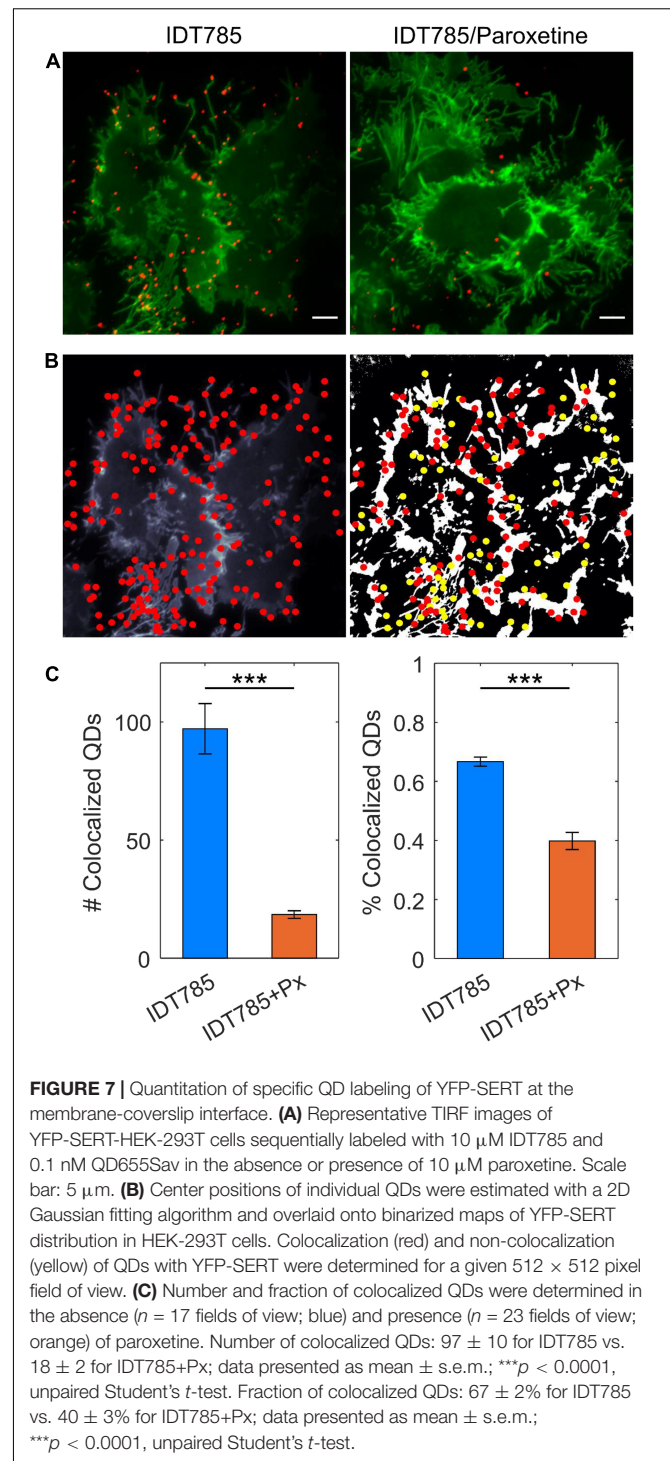 IDT785
IDT785/Paroxetine
A
B
C
***
# Colocalized QDs
100
50
0
IDT785
IDT785+Px
***
% Colocalized QDs
1
0.8
0.6
0.4
0.2
0
IDT785
IDT785+Px
FIGURE 7 | Quantitation of specific QD labeling of YFP-SERT at the
membrane-coverslip interface. (A) Representative TIRF images of
YFP-SERT-HEK-293T cells sequentially labeled with 10 μM IDT785 and
0.1 nM QD655Sav in the absence or presence of 10 μM paroxetine. Scale
bar: 5 μm. (B) Center positions of individual QDs were estimated with a 2D
Gaussian fitting algorithm and overlaid onto binarized maps of YFP-SERT
distribution in HEK-293T cells. Colocalization (red) and non-colocalization
(yellow) of QDs with YFP-SERT were determined for a given 512 × 512 pixel
field of view. (C) Number and fraction of colocalized QDs were determined in
the absence (n = 17 fields of view; blue) and presence (n = 23 fields of view;
orange) of paroxetine. Number of colocalized QDs: 97 ± 10 for IDT785 vs.
18 ± 2 for IDT785+Px; data presented as mean ± s.e.m.; ***p < 0.0001,
unpaired Student's t-test. Fraction of colocalized QDs: 67 ± 2% for IDT785
vs. 40 ± 3% for IDT785+Px; data presented as mean ± s.e.m.;
***p < 0.0001, unpaired Student's t-test.